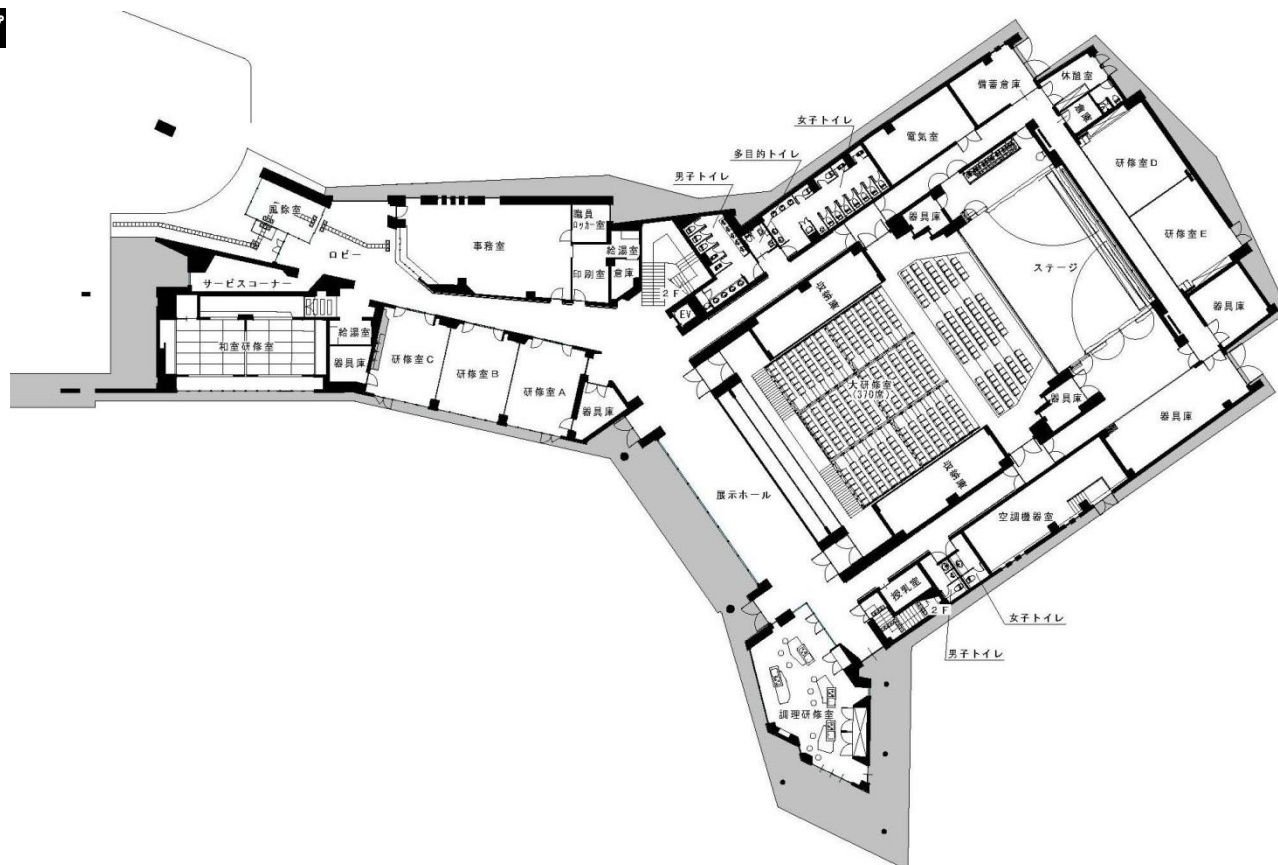 備蓄倉庫
休憩室
倉庫
女子トイレ
電気室
多目的トイレ
男子トイレ
研修室D
風除室
ロビー
事務室
職員
ロッカー室
給湯室
印刷室
倉庫
2F
EV
器具庫
研修室E
ステージ
サービスコーナー
収納庫
器具庫
給湯室
和室研修室
器具庫
研修室C
研修室B
研修室A
器具庫
大研修室
(370席)
器具庫
器具庫
収納庫
展示ホール
空調機器室
授乳室
2F
女子トイレ
男子トイレ
調理研修室